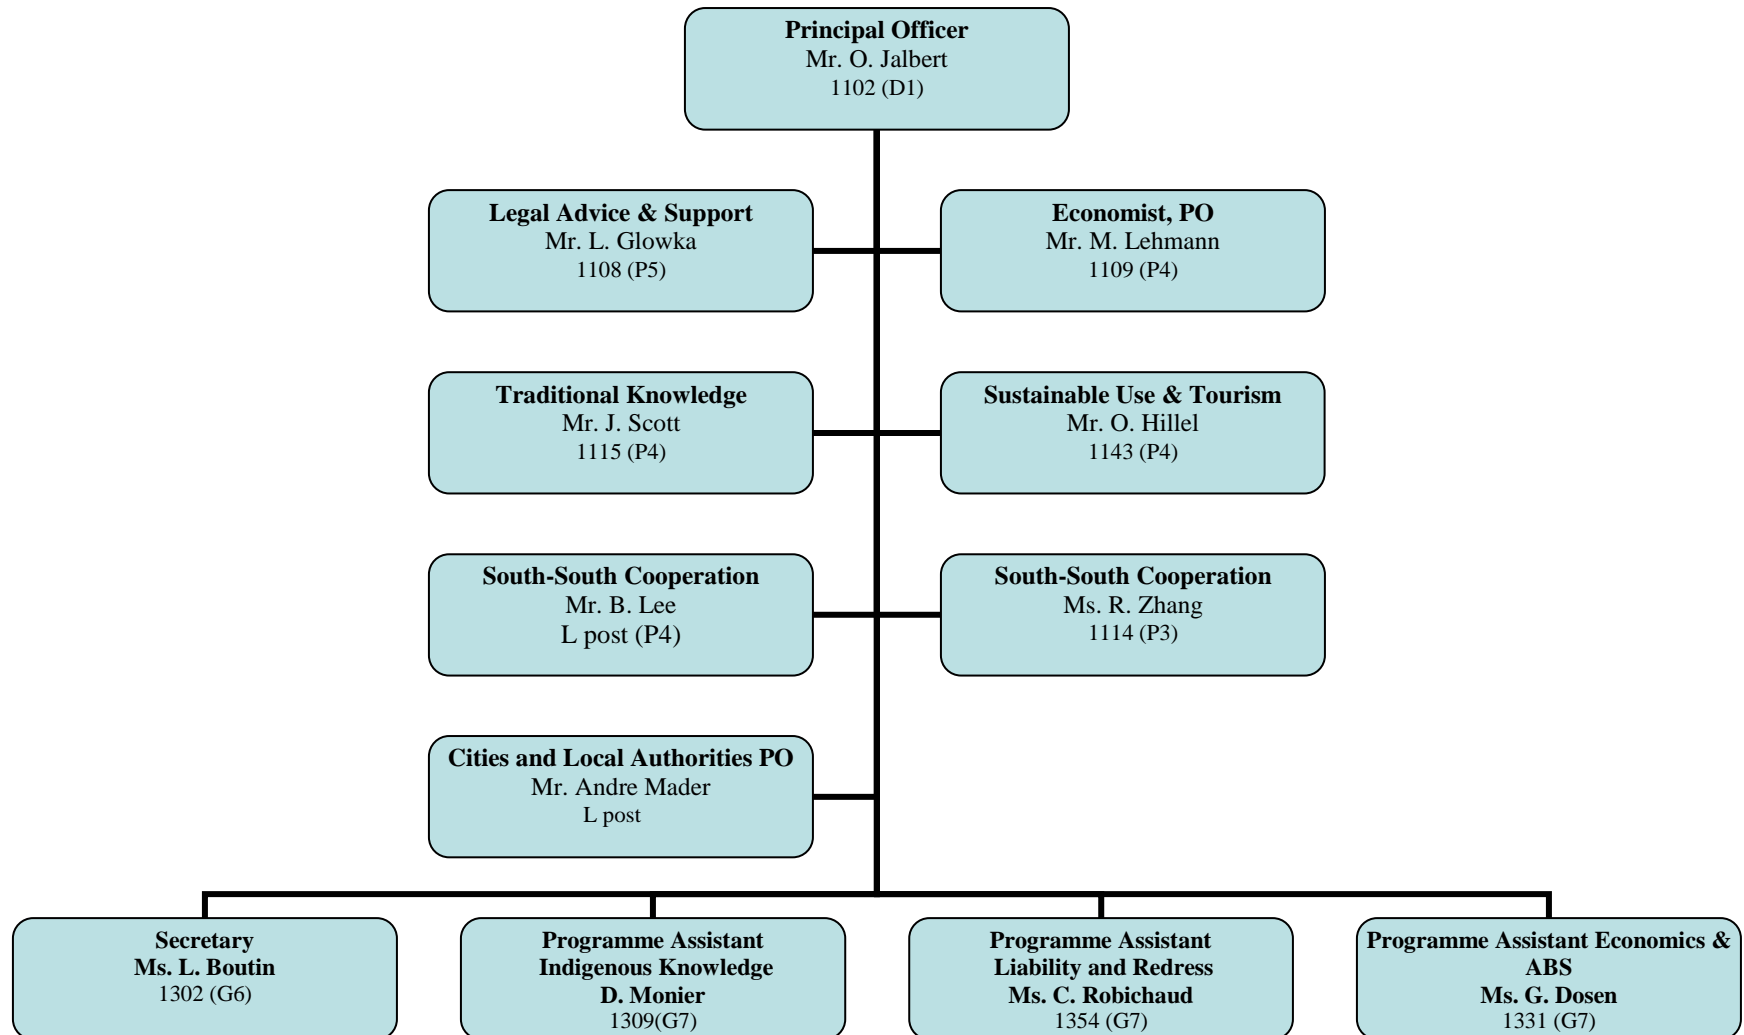 Principal Officer
Mr. O. Jalbert
1102 (D1)
Legal Advice & Support
Mr. L. Glowka
1108 (P5)
Economist, PO
Mr. M. Lehmann
1109 (P4)
Traditional Knowledge
Mr. J. Scott
1115 (P4)
Sustainable Use & Tourism
Mr. O. Hillel
1143 (P4)
South-South Cooperation
Mr. B. Lee
L post (P4)
South-South Cooperation
Ms. R. Zhang
1114 (P3)
Cities and Local Authorities PO
Mr. Andre Mader
L post
Secretary
Ms. L. Boutin
1302 (G6)
Programme Assistant
Indigenous Knowledge
D. Monier
1309(G7)
Programme Assistant
Liability and Redress
Ms. C. Robichaud
1354 (G7)
Programme Assistant Economics &
ABS
Ms. G. Dosen
1331 (G7)